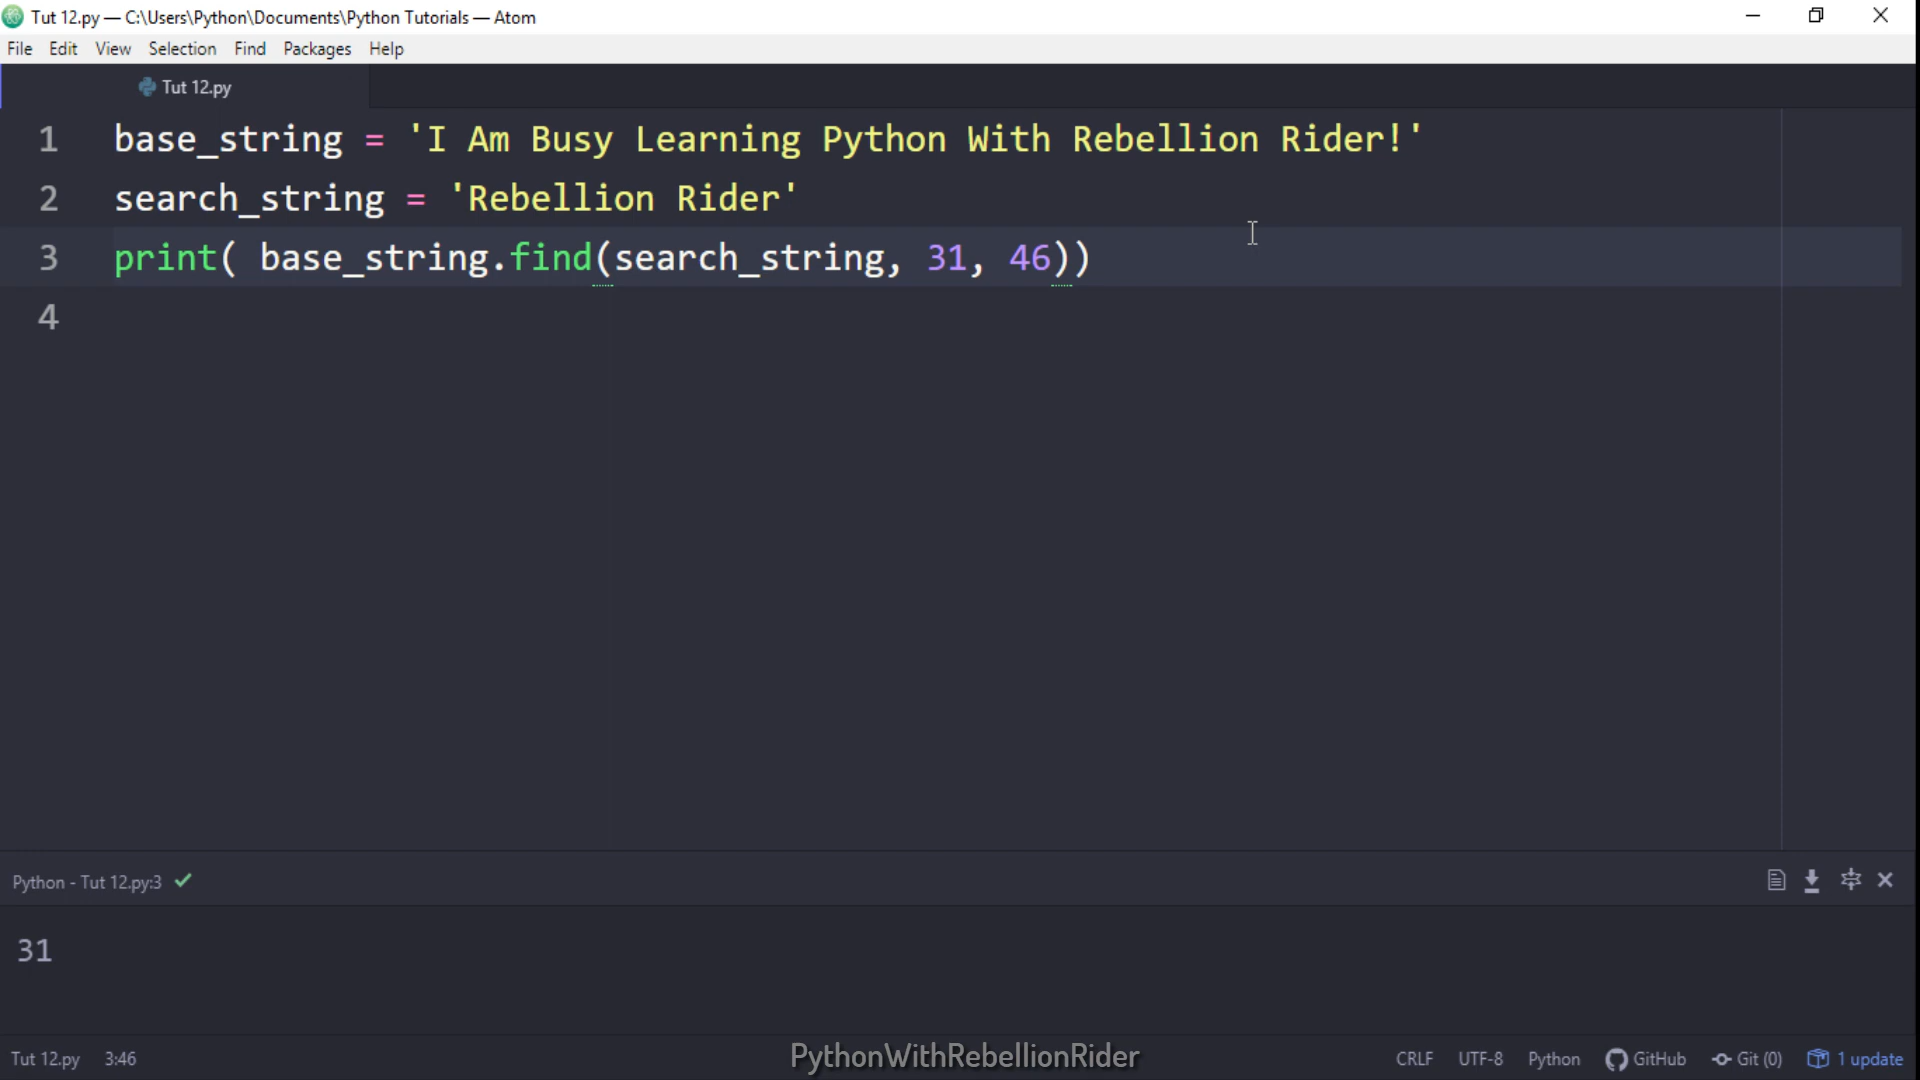 Tut 12.py — C:\Users\Python\Documents\Python Tutorials — Atom
File Edit View Selection Find Packages Help
Tut 12.py
1 base_string = 'I Am Busy Learning Python With Rebellion Rider!'
2 search_string = 'Rebellion Rider'
3 print( base_string.find(search_string, 31, 46))
4
Python - Tut 12.py:3
31
Tut 12.py 3:46 PythonWithRebellionRider CRLF UTF-8 Python GitHub Git (0) 1 update